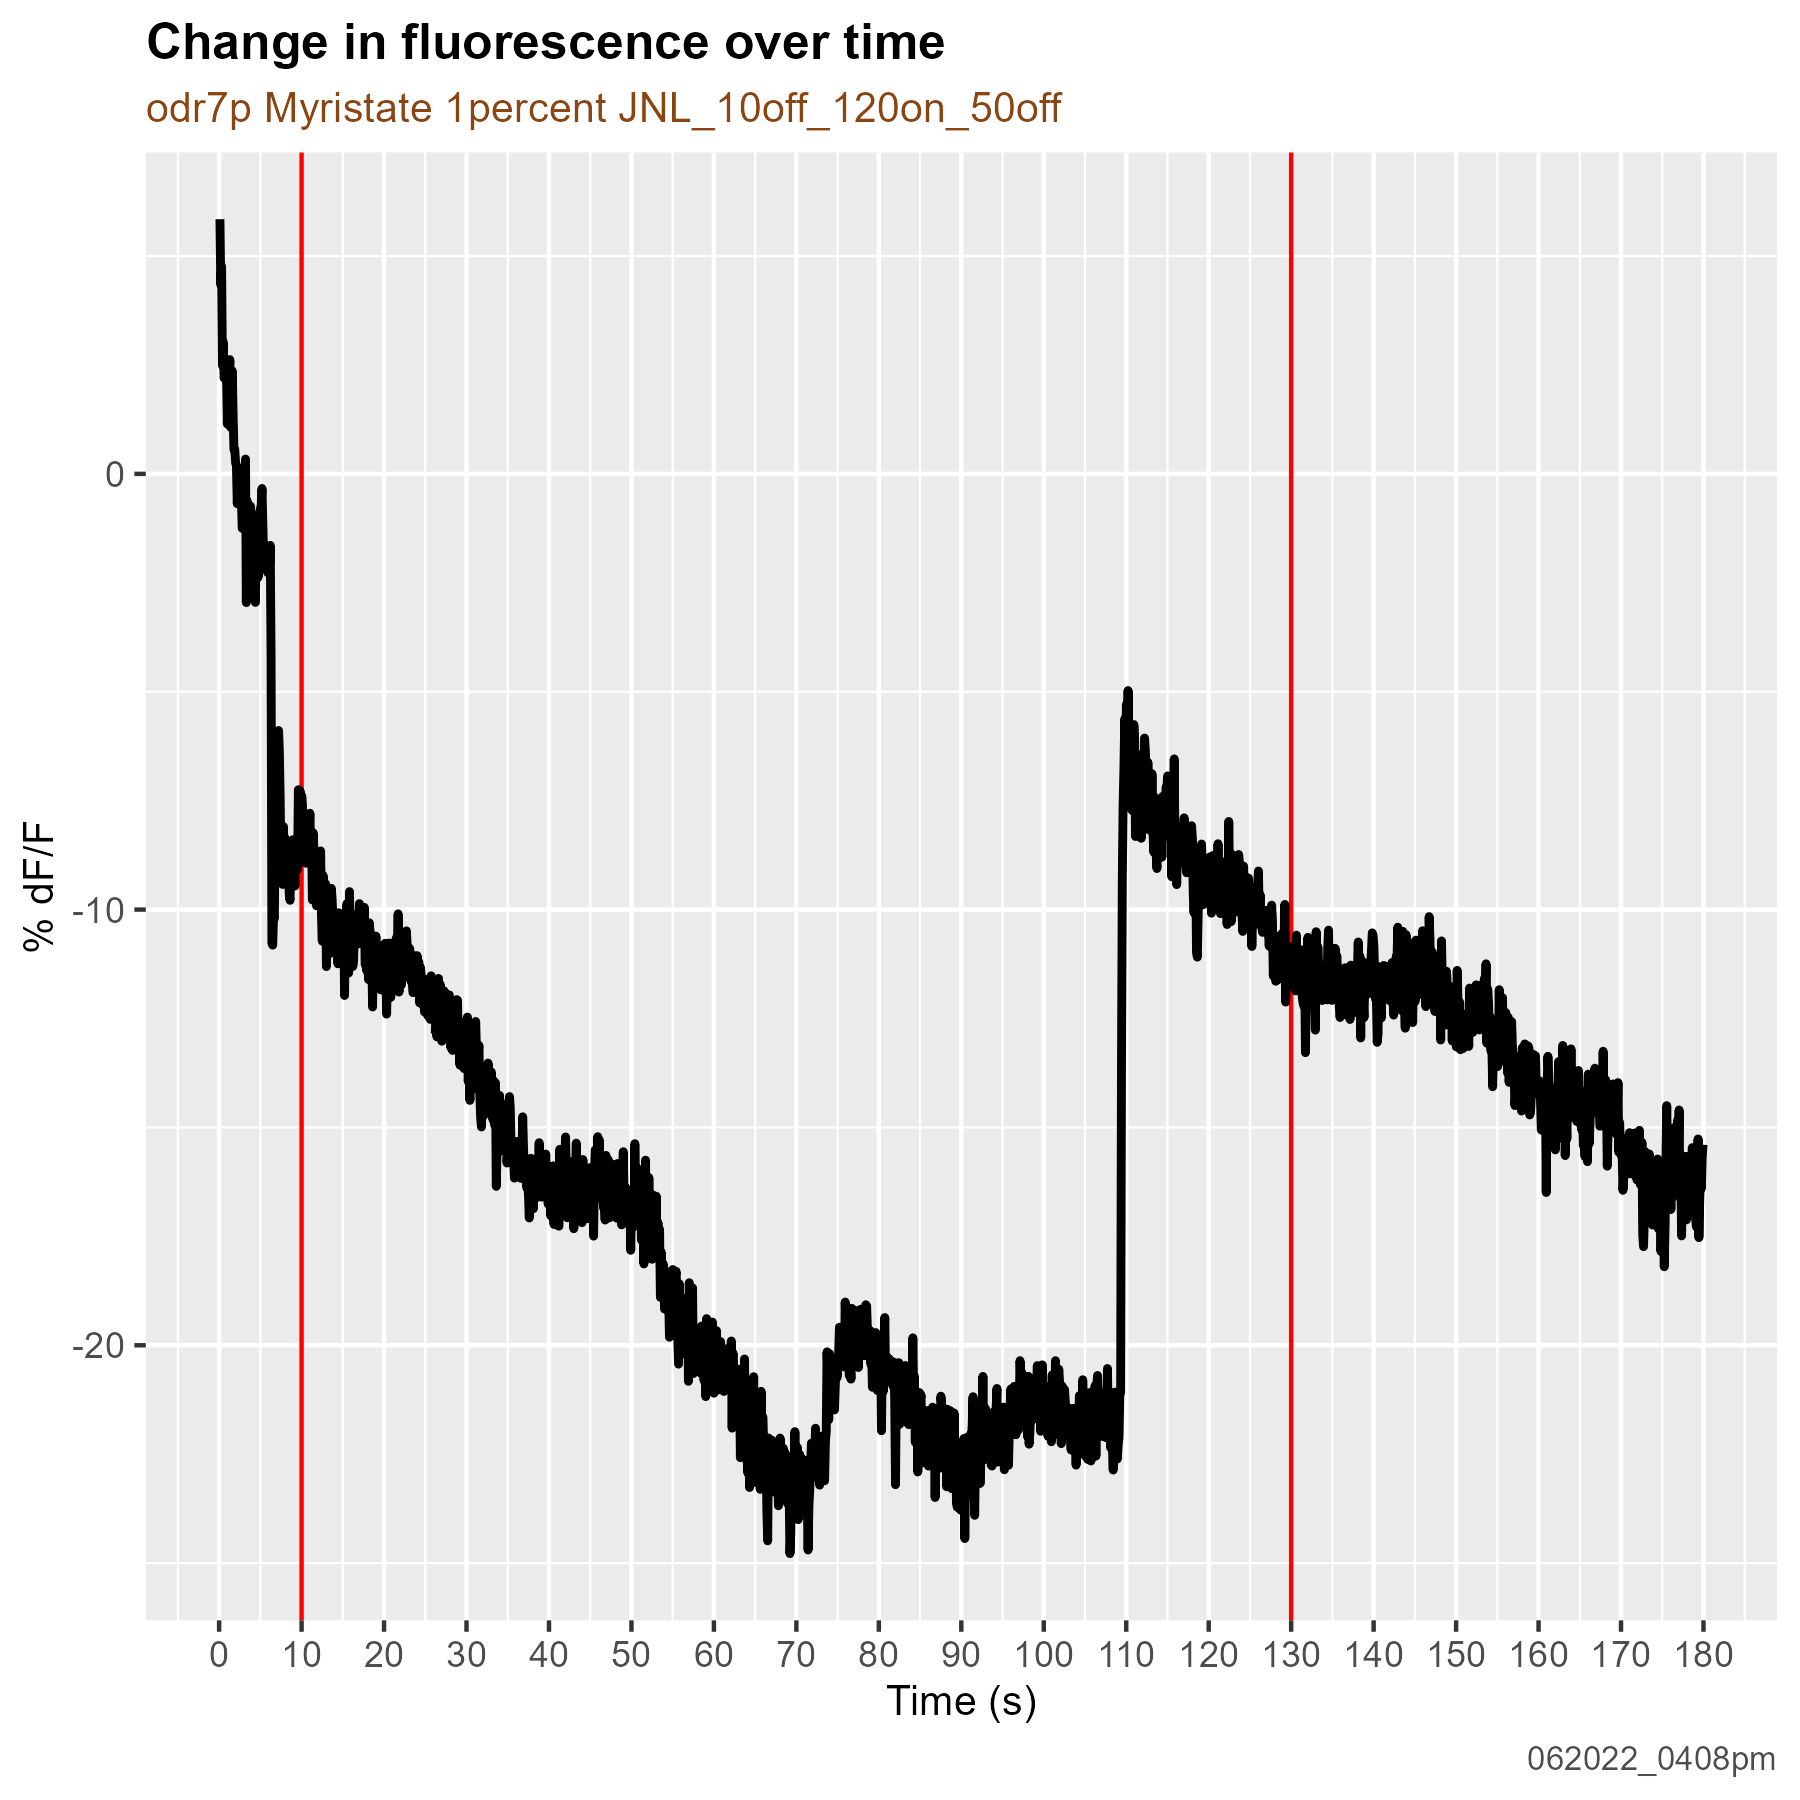 Change in fluorescence over time
odr7p Myristate 1percent JNL_10off_120on_50off
% dF/F
0
-10
-20
0 10 20 30 40 50 60 70 80 90 100 110 120 130 140 150 160 170 180
Time (s)
062022_0408pm